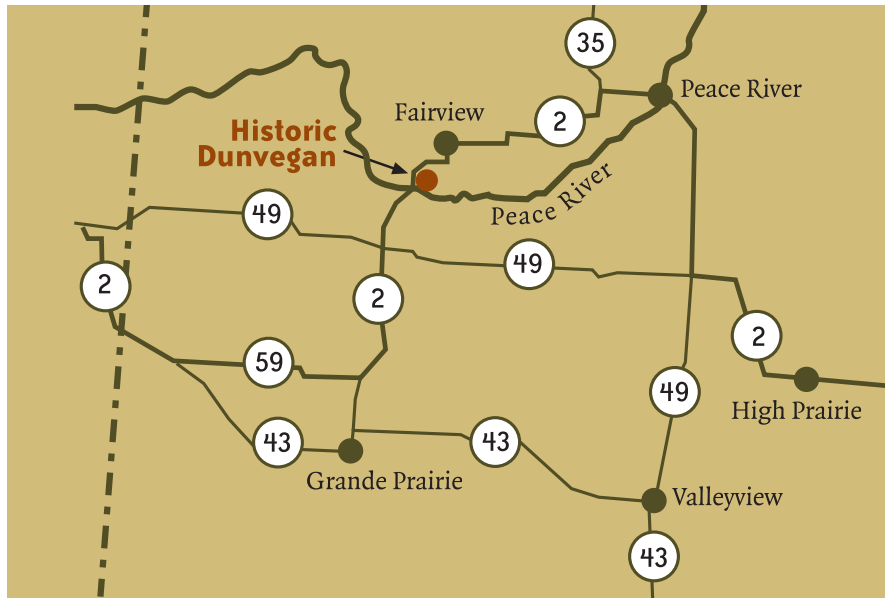 35
Peace River
Fairview
2
Historic
Dunvegan
Peace River
49
49
2
2
2
59
49
High Prairie
43
43
Grande Prairie
Valleyview
43